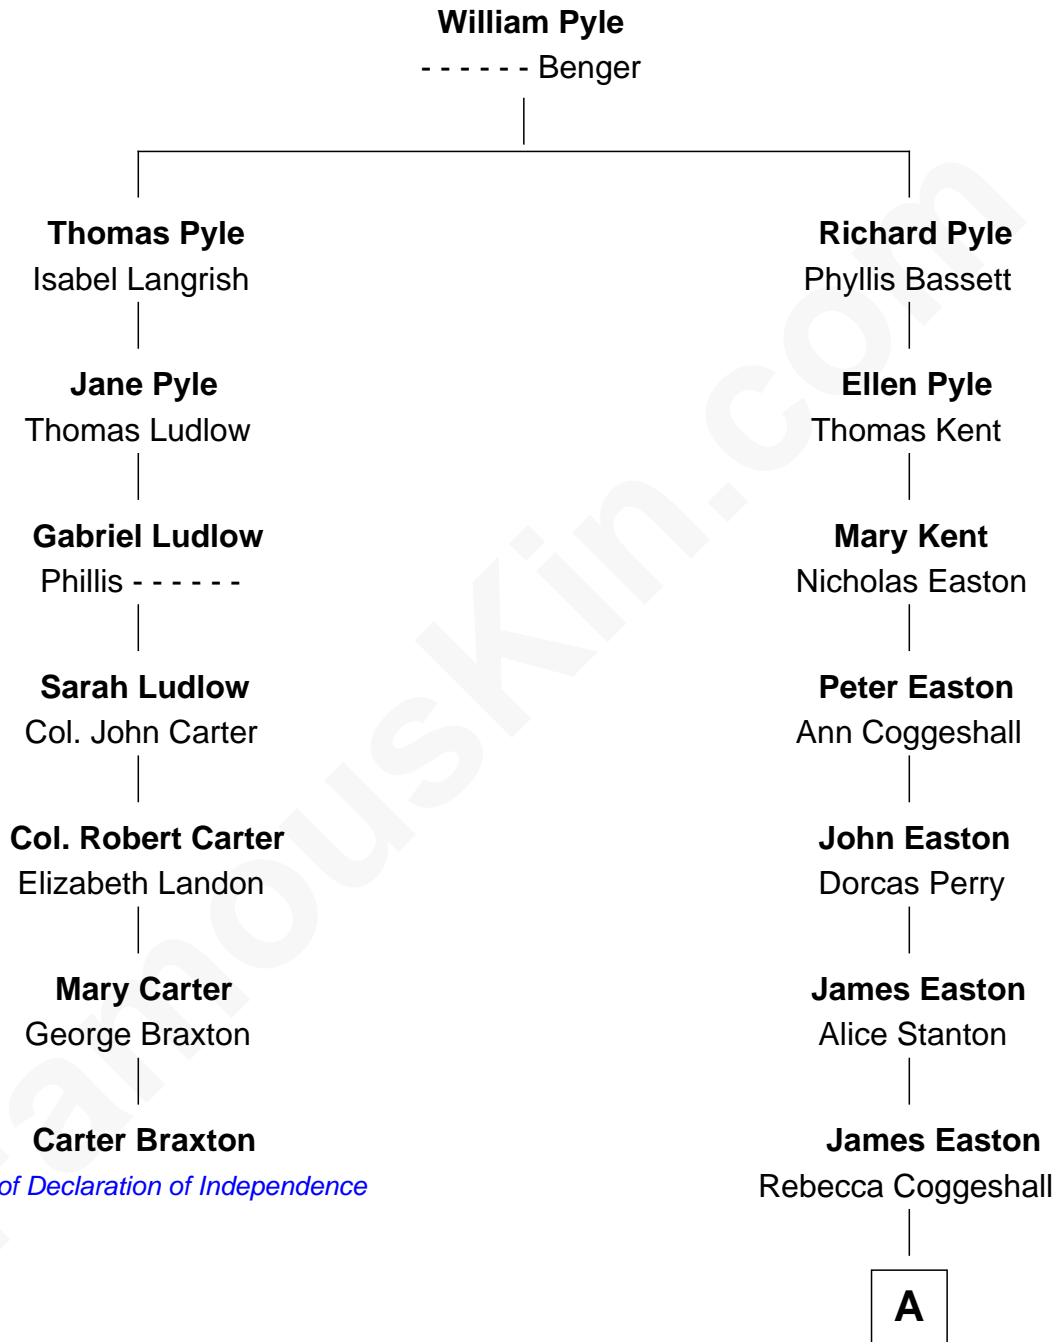 William Pyle
- - - - - - Benger
Thomas Pyle
Isabel Langrish
Richard Pyle
Phyllis Bassett
Jane Pyle
Thomas Ludlow
Ellen Pyle
Thomas Kent
Gabriel Ludlow
Phillis - - - - - -
Mary Kent
Nicholas Easton
Sarah Ludlow
Col. John Carter
Peter Easton
Ann Coggeshall
Col. Robert Carter
Elizabeth Landon
John Easton
Dorcas Perry
Mary Carter
George Braxton
James Easton
Alice Stanton
Carter Braxton
of Declaration of Independence
James Easton
Rebecca Coggeshall
A
FamousKin.com